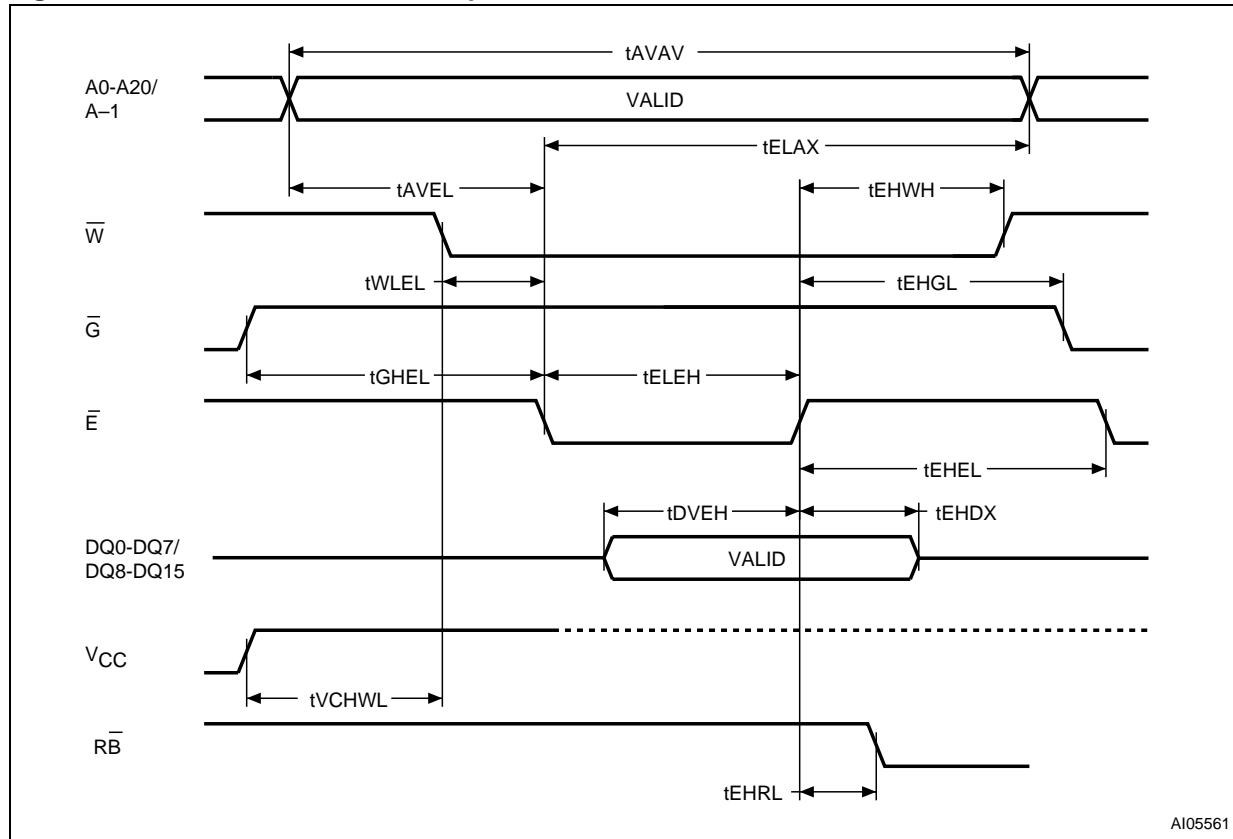 tAVAV
A0-A20/
A–1
VALID
tELAX
tAVEL
tEHWH
W̅
tWLEL
tEHGL
G̅
tGHEL
tELEH
E̅
tEHEL
tDVEH
tEHDX
DQ0-DQ7/
DQ8-DQ15
VALID
VCC
tVCHWL
RB̅
tEHRL
AI05561